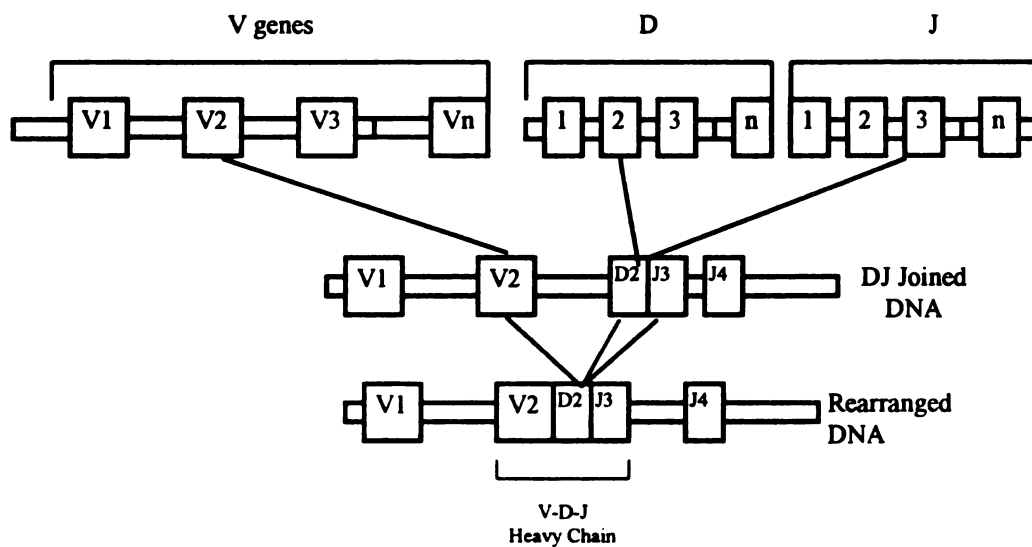 V genes D J
V1 V2 V3 Vn 1 2 3 n 1 2 3 n
V1 V2 D2 J3 J4 DJ Joined
DNA
V1 V2 D2 J3 J4 Rearranged
DNA
V-D-J
Heavy Chain